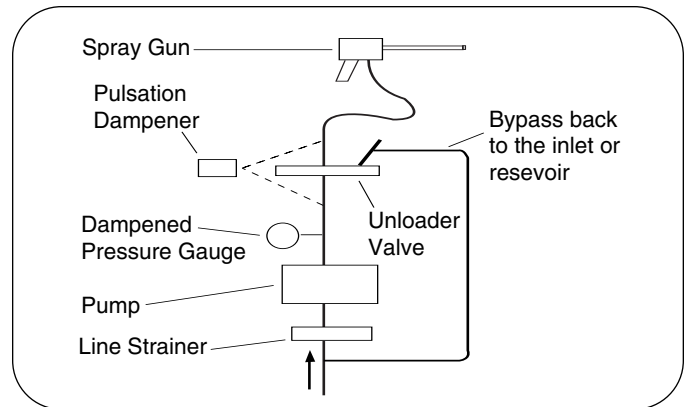 Spray Gun
Pulsation
Dampener
Bypass back
to the inlet or
resevoir
Dampened
Pressure Gauge
Unloader
Valve
Pump
Line Strainer